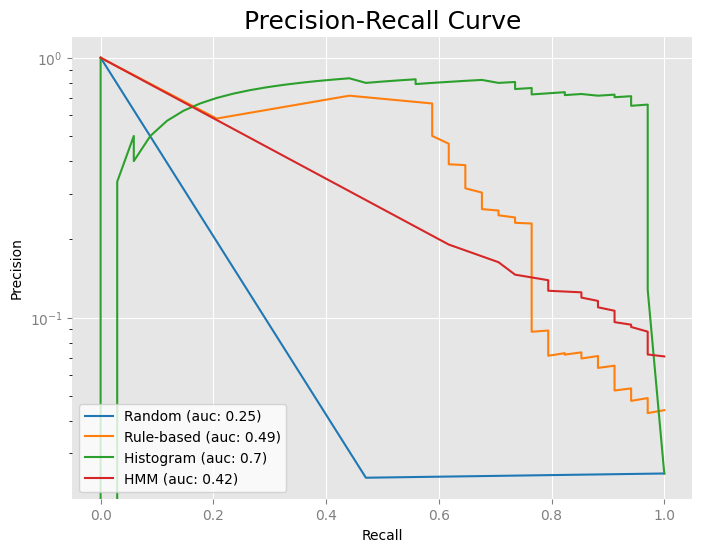 Precision-Recall Curve
10⁰
10⁻¹
Precision
0.0 0.2 0.4 0.6 0.8 1.0
Recall
Random (auc: 0.25)
Rule-based (auc: 0.49)
Histogram (auc: 0.7)
HMM (auc: 0.42)